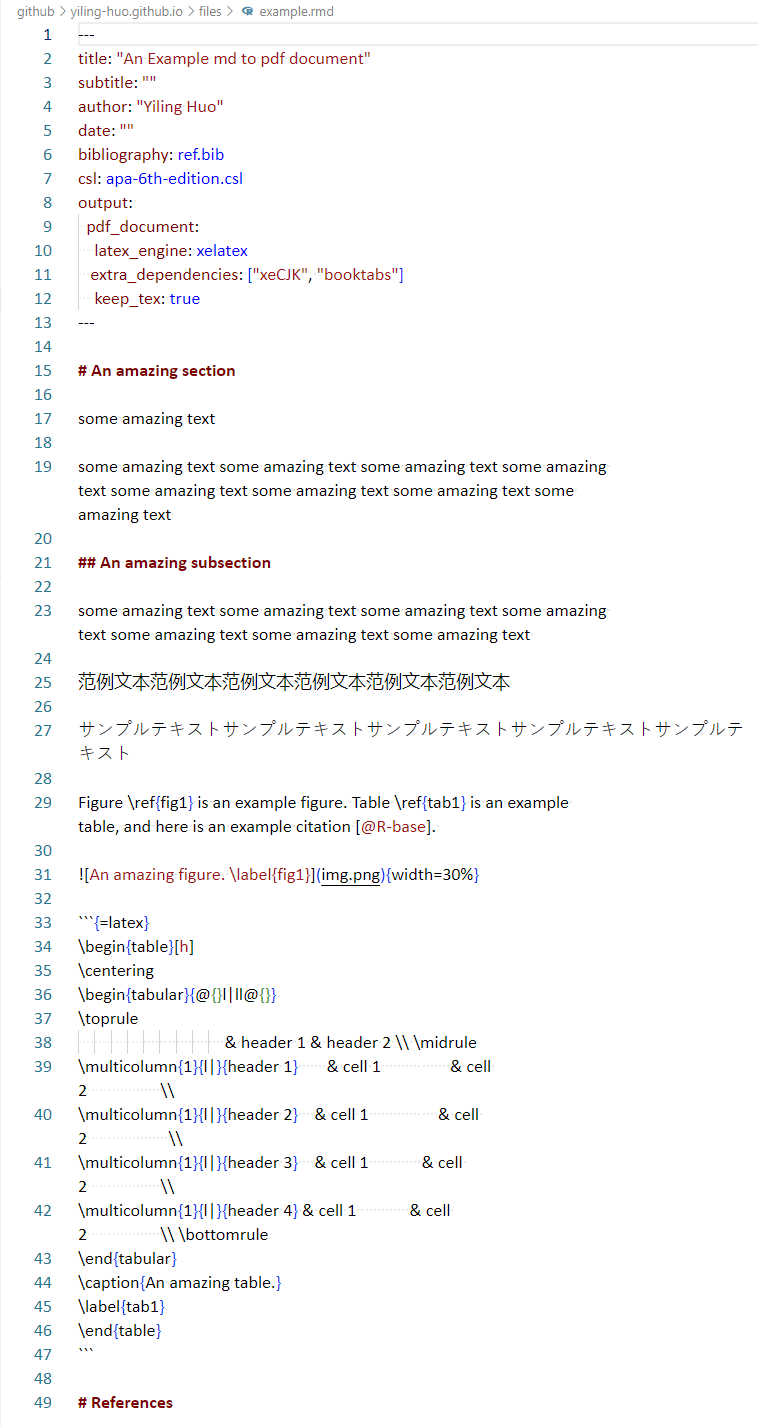 github > yiling-huo.github.io > files > example.rmd
1 ---
2 title: "An Example md to pdf document"
3 subtitle: ""
4 author: "Yiling Huo"
5 date: ""
6 bibliography: ref.bib
7 csl: apa-6th-edition.csl
8 output:
9   pdf_document:
10     latex_engine: xelatex
11    extra_dependencies: ["xeCJK", "booktabs"]
12     keep_tex: true
13 ---
14
15 # An amazing section
16
17 some amazing text
18
19 some amazing text some amazing text some amazing text some amazing
text some amazing text some amazing text some amazing text some
amazing text
20
21 ## An amazing subsection
22
23 some amazing text some amazing text some amazing text some amazing
text some amazing text some amazing text some amazing text
24
25 范例文本范例文本范例文本范例文本范例文本范例文本
26
27 サンプルテキストサンプルテキストサンプルテキストサンプルテキストサンプルテ
キスト
28
29 Figure \ref{fig1} is an example figure. Table \ref{tab1} is an example
table, and here is an example citation [@R-base].
30
31 ![An amazing figure. \label{fig1}](img.png){width=30%}
32
33 ```{=latex}
34 \begin{table}[h]
35 \centering
36 \begin{tabular}{@{}l|ll@{}}
37 \toprule
38 & header 1 & header 2 \\ \midrule
39 \multicolumn{1}{l|}{header 1} & cell 1 & cell
2 \\
40 \multicolumn{1}{l|}{header 2} & cell 1 & cell
2 \\
41 \multicolumn{1}{l|}{header 3} & cell 1 & cell
2 \\
42 \multicolumn{1}{l|}{header 4} & cell 1 & cell
2 \\ \bottomrule
43 \end{tabular}
44 \caption{An amazing table.}
45 \label{tab1}
46 \end{table}
47 ```
48
49 # References